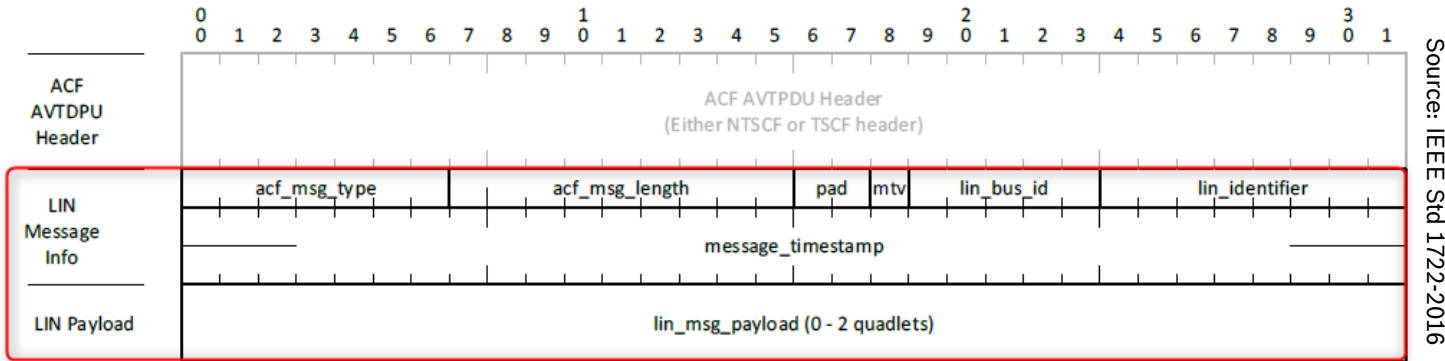 0 1 2 3
0 1 2 3 4 5 6 7 8 9 0 1 2 3 4 5 6 7 8 9 0 1 2 3 4 5 6 7 8 9 0 1
ACF
AVTDPU
Header
ACF AVTPDU Header
(Either NTSCF or TSCF header)
LIN
Message
Info
acf_msg_type acf_msg_length pad mtv lin_bus_id lin_identifier
message_timestamp
LIN Payload
lin_msg_payload (0 - 2 quadlets)
Source: IEEE Std 1722-2016